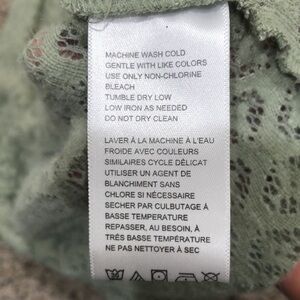 MACHINE WASH COLD
GENTLE WITH LIKE COLORS
USE ONLY NON-CHLORINE
BLEACH
TUMBLE DRY LOW
LOW IRON AS NEEDED
DO NOT DRY CLEAN
LAVER À LA MACHINE À L'EAU
FROIDE AVEC COULEURS
SIMILAIRES CYCLE DÉLICAT
UTILISER UN AGENT DE
BLANCHIMENT SANS
CHLORE SI NÉCESSAIRE
SECHER PAR CULBUTAGE À
BASSE TEMPERATURE
REPASSER, AU BESOIN, À
TRÈS BASSE TEMPÉRATURE
NE PAS NETTOYER À SEC